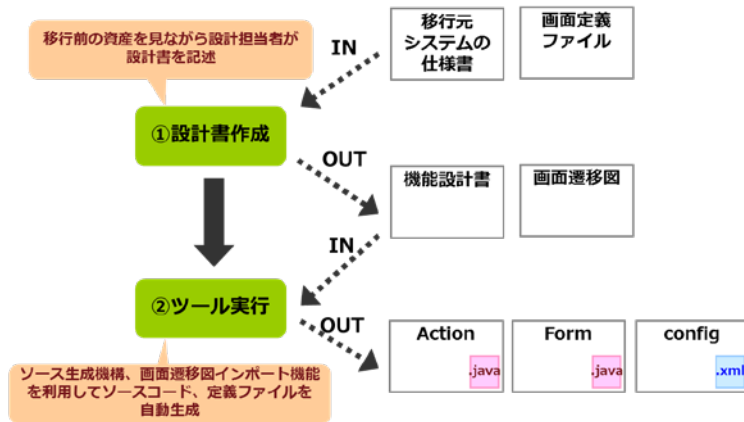 移行前の資産を見ながら設計担当者が
設計書を記述
IN
移行元
システムの
仕様書
画面定義
ファイル
①設計書作成
OUT
機能設計書
画面遷移図
IN
②ツール実行
OUT
Action
.java
Form
.java
config
.xml
ソース生成機構、画面遷移図インポート機能
を利用してソースコード、定義ファイルを
自動生成